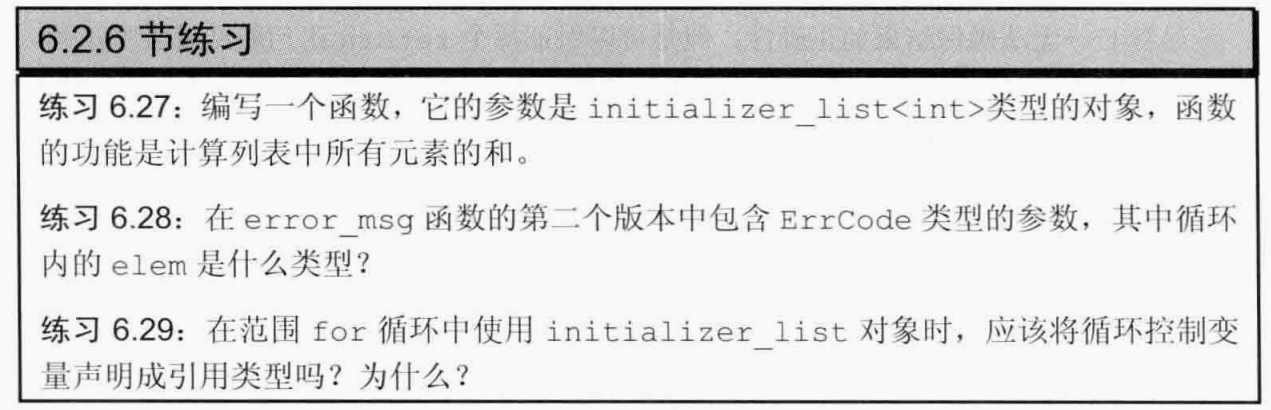 6.2.6 节练习
练习 6.27：编写一个函数，它的参数是 initializer_list<int>类型的对象，函数
的功能是计算列表中所有元素的和。
练习 6.28：在 error_msg 函数的第二个版本中包含 ErrCode 类型的参数，其中循环
内的 elem 是什么类型？
练习 6.29：在范围 for 循环中使用 initializer_list 对象时，应该将循环控制变
量声明成引用类型吗？为什么？